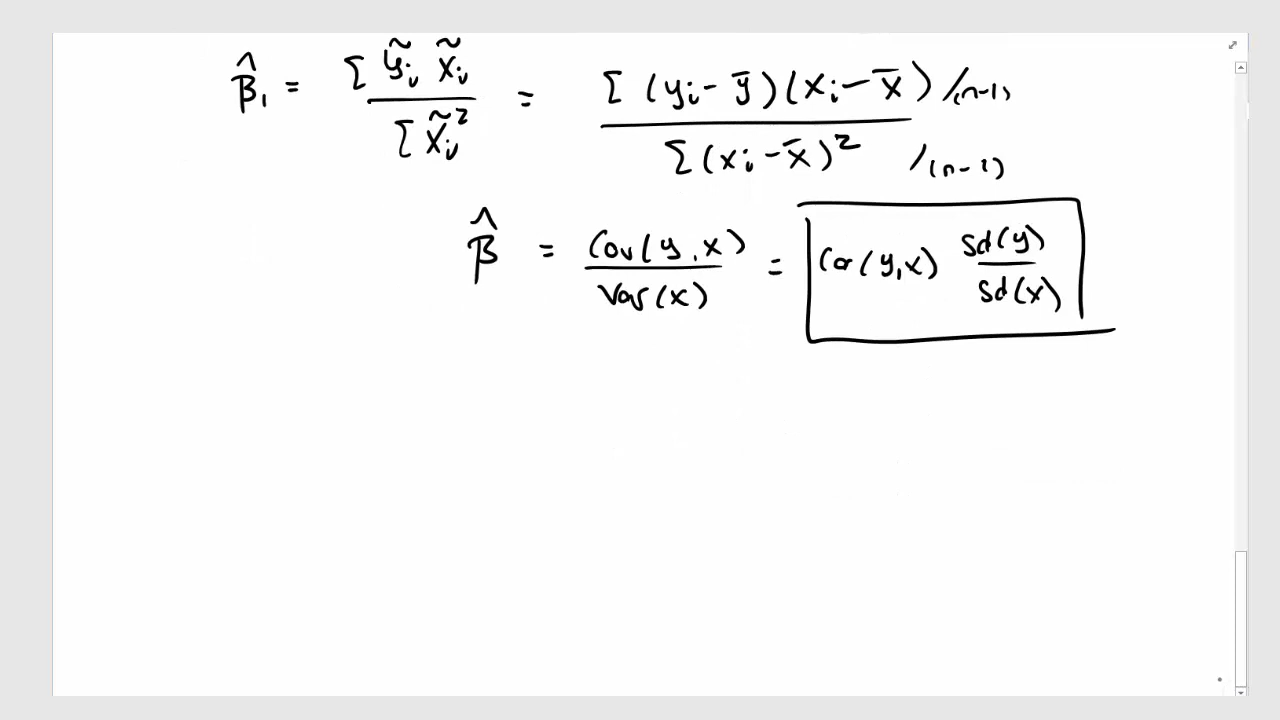 β̂₁ = Σ ỹᵢ x̃ᵢ / Σ x̃ᵢ² = Σ (yᵢ - ȳ)(xᵢ - x̄) /(n-1) / Σ (xᵢ - x̄)² /(n-1)
β̂ = Cov(y,x) / Var(x) = Cor(y,x) sd(y) / sd(x)